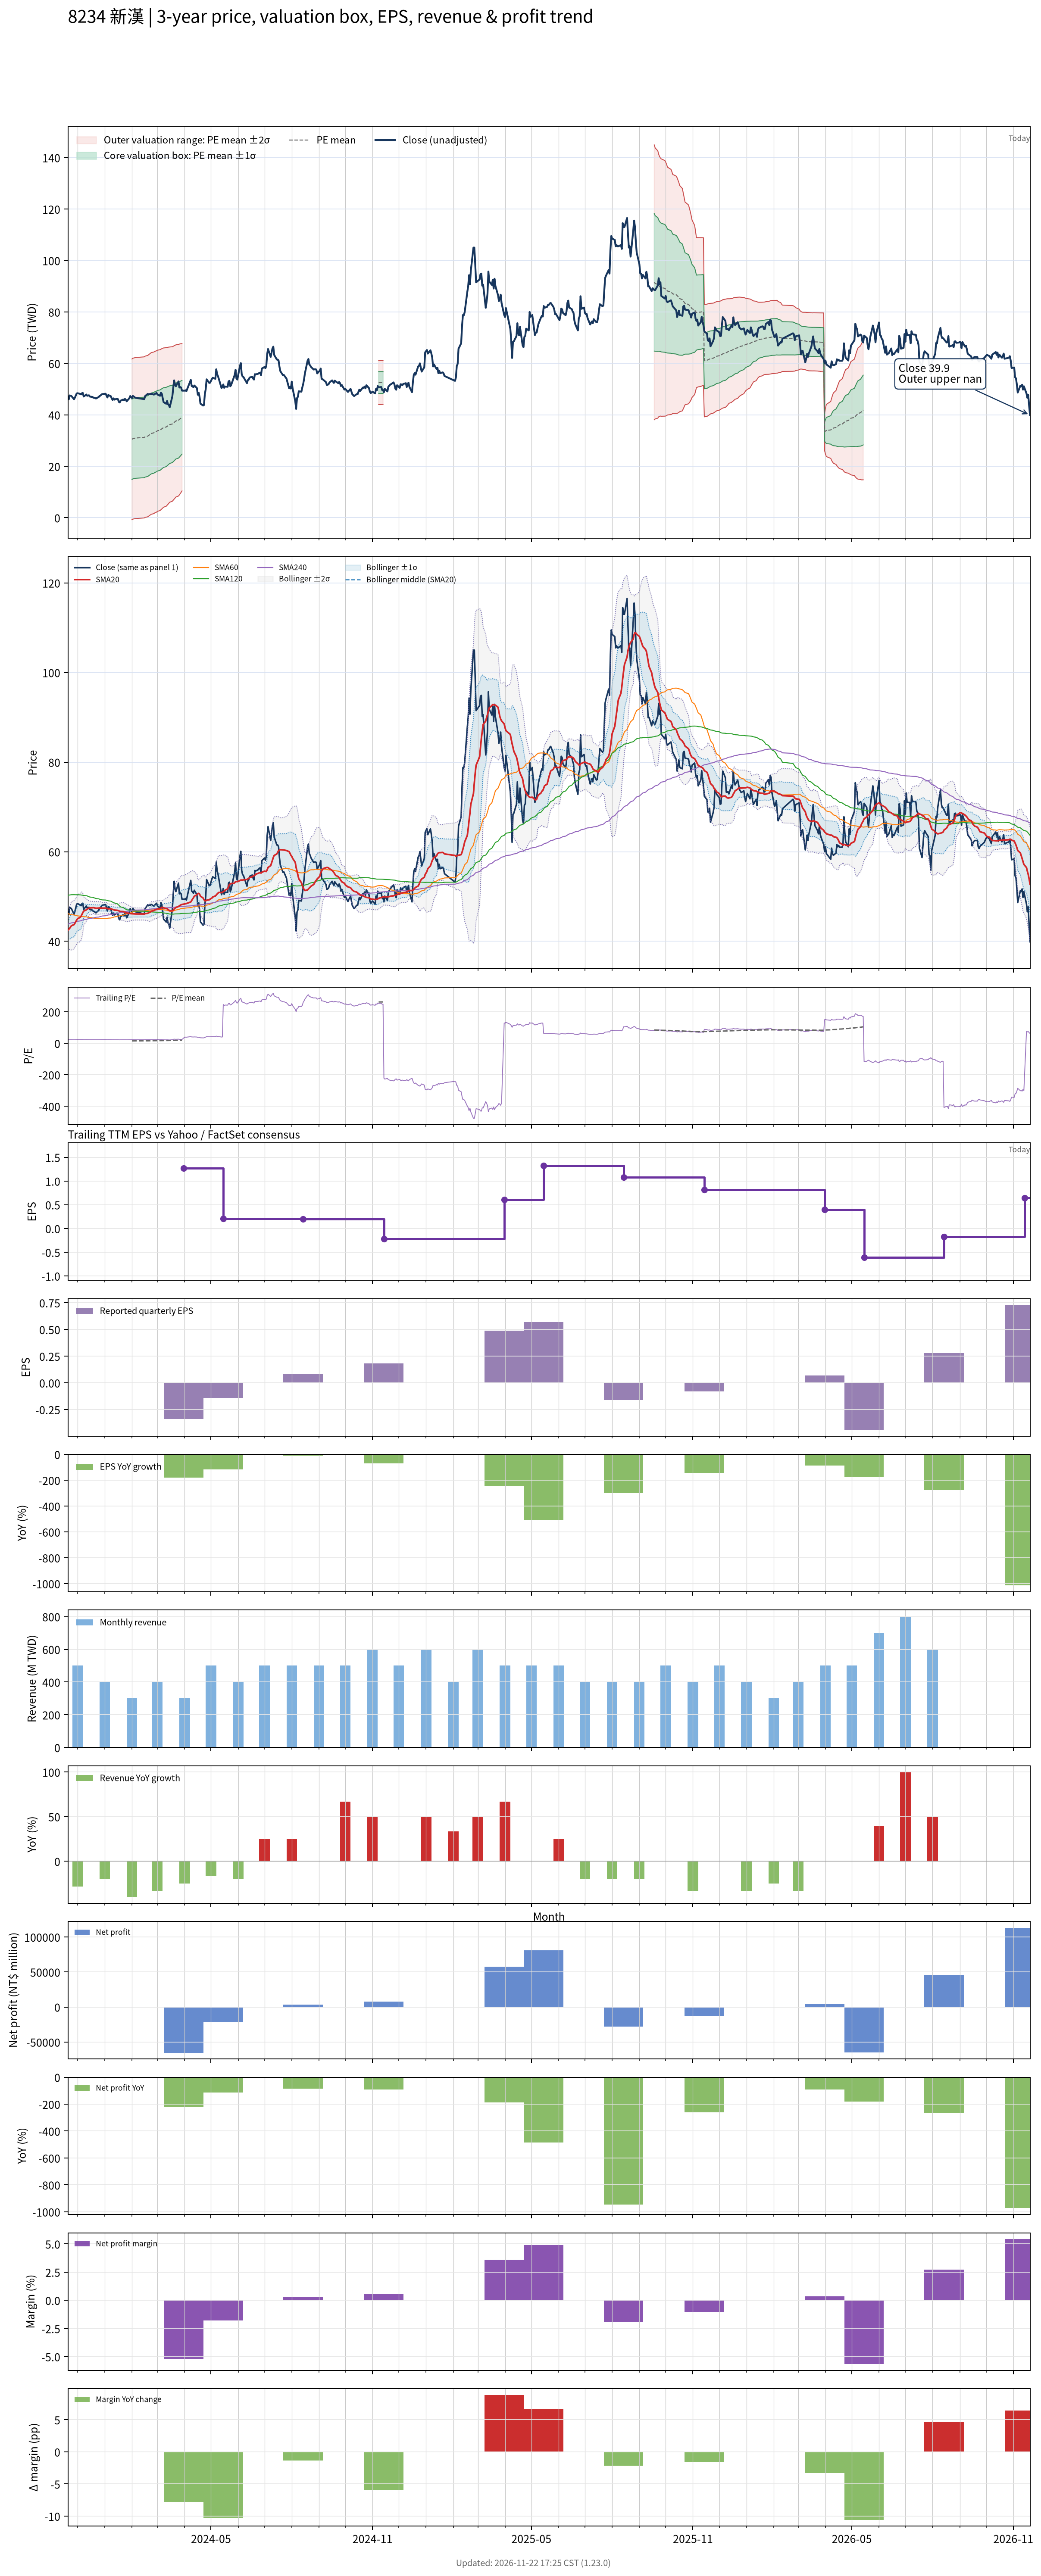 8234 新漢 | 3-year price, valuation box, EPS, revenue & profit trend
Outer valuation range: PE mean ±2σ
Core valuation box: PE mean ±1σ
PE mean
Close (unadjusted)
Today
Price (TWD)
140
120
100
80
60
40
20
0
Close 39.9
Outer upper nan
Close (same as panel 1)
SMA20
SMA60
SMA120
SMA240
Bollinger ±2σ
Bollinger ±1σ
Bollinger middle (SMA20)
Price
120
100
80
60
40
Trailing P/E
P/E mean
P/E
200
0
-200
-400
Trailing TTM EPS vs Yahoo / FactSet consensus
Today
EPS
1.5
1.0
0.5
0.0
-0.5
-1.0
Reported quarterly EPS
EPS
0.75
0.50
0.25
0.00
-0.25
EPS YoY growth
YoY (%)
0
-200
-400
-600
-800
-1000
Monthly revenue
Revenue (M TWD)
800
600
400
200
0
Revenue YoY growth
YoY (%)
100
50
0
Month
Net profit
Net profit (NT$ million)
100000
50000
0
-50000
Net profit YoY
YoY (%)
0
-200
-400
-600
-800
-1000
Net profit margin
Margin (%)
5.0
2.5
0.0
-2.5
-5.0
Margin YoY change
Δ margin (pp)
5
0
-5
-10
2024-05
2024-11
2025-05
2025-11
2026-05
2026-11
Updated: 2026-11-22 17:25 CST (1.23.0)